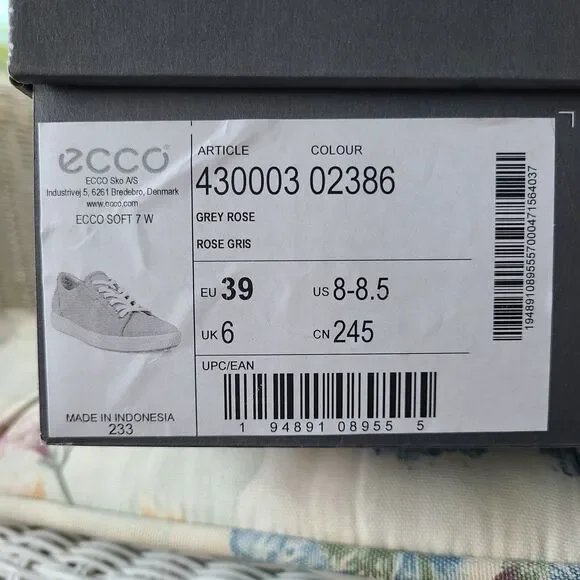 ecco®
ECCO Sko A/S
Industrivej 5, 6261 Bredebro, Denmark
www.ecco.com
ECCO SOFT 7 W
MADE IN INDONESIA
233
ARTICLE COLOUR
430003 02386
GREY ROSE
ROSE GRIS
EU 39 US 8-8.5
UK 6 CN 245
UPC/EAN
1 94891 08955 5
1948910895557000471564037